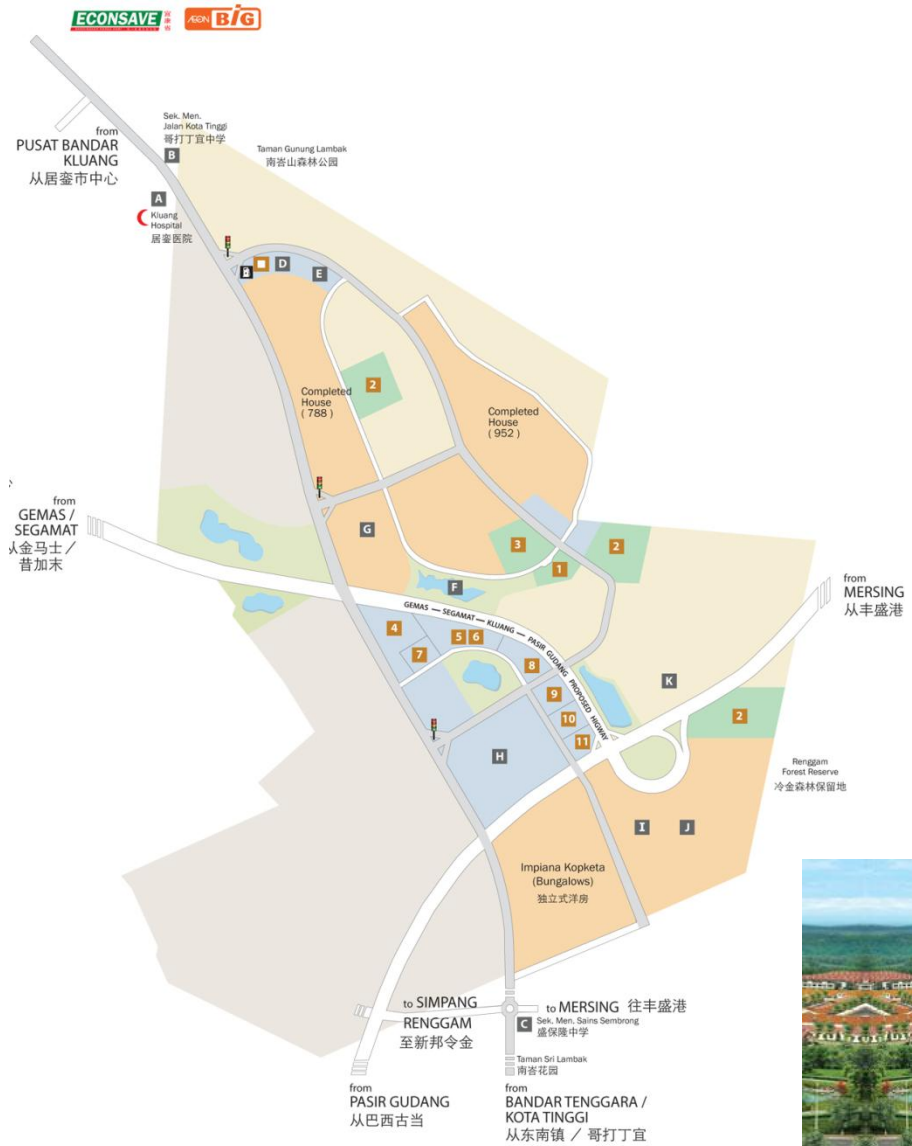 ECONSAVE
宜康省
AEON BiG
from
PUSAT BANDAR
KLUANG
从居銮市中心
Sek. Men.
Jalan Kota Tinggi
哥打丁宜中学
B
Taman Gunung Lambak
南峇山森林公园
A
Kluang
Hospital
居銮医院
D
E
2
Completed
House
( 788 )
Completed
House
( 952 )
from
GEMAS /
SEGAMAT
从金马士 /
昔加末
G
3
2
1
F
from
MERSING
从丰盛港
GEMAS — SEGAMAT — KLUANG — PASIR GUDANG PROPOSED HIGWAY
4
5
6
7
8
K
9
10
2
11
H
Renggam
Forest Reserve
冷金森林保留地
I
J
Impiana Kopketa
(Bungalows)
独立式洋房
to SIMPANG
RENGGAM
至新邦令金
to MERSING 往丰盛港
C
Sek. Men. Sains Sembrong
盛保隆中学
Taman Sri Lambak
南峇花园
from
PASIR GUDANG
从巴西古当
from
BANDAR TENGGARA /
KOTA TINGGI
从东南镇 / 哥打丁宜